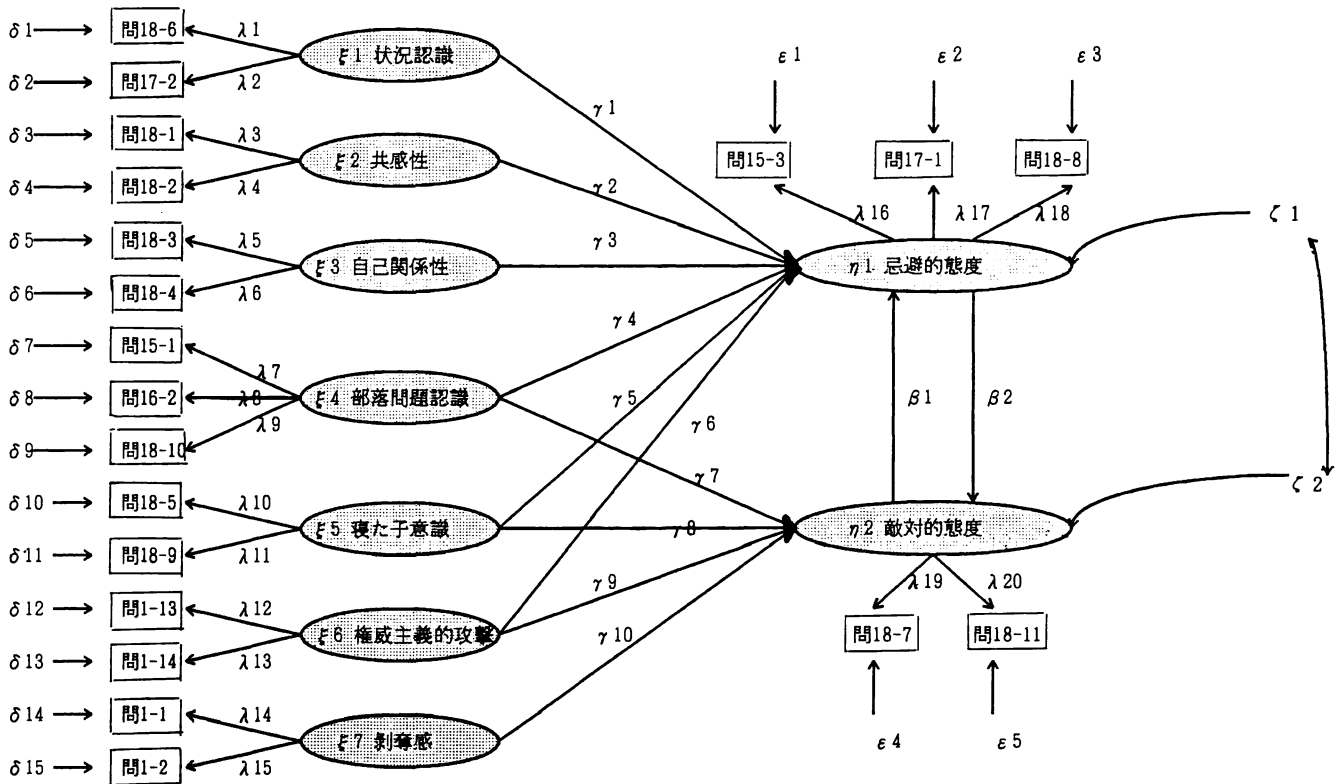 δ1 問18-6 λ1
ξ1 状況認識
δ2 問17-2 λ2
δ3 問18-1 λ3
ξ2 共感性
δ4 問18-2 λ4
δ5 問18-3 λ5
ξ3 自己関係性
δ6 問18-4 λ6
δ7 問15-1 λ7
ξ4 部落問題認識
δ8 問16-2 λ8
δ9 問18-10 λ9
δ10 問18-5 λ10
ξ5 寝た子意識
δ11 問18-9 λ11
δ12 問1-13 λ12
ξ6 権威主義的攻撃
δ13 問1-14 λ13
δ14 問1-1 λ14
ξ7 剥奪感
δ15 問1-2 λ15
γ1
γ2
γ3
γ4
γ5
γ6
γ7
γ8
γ9
γ10
ε1 ε2 ε3
問15-3 問17-1 問18-8
λ16 λ17 λ18
ζ1
η1 忌避的態度
β1 β2
ζ2
η2 敵対的態度
λ19 λ20
問18-7 問18-11
ε4 ε5